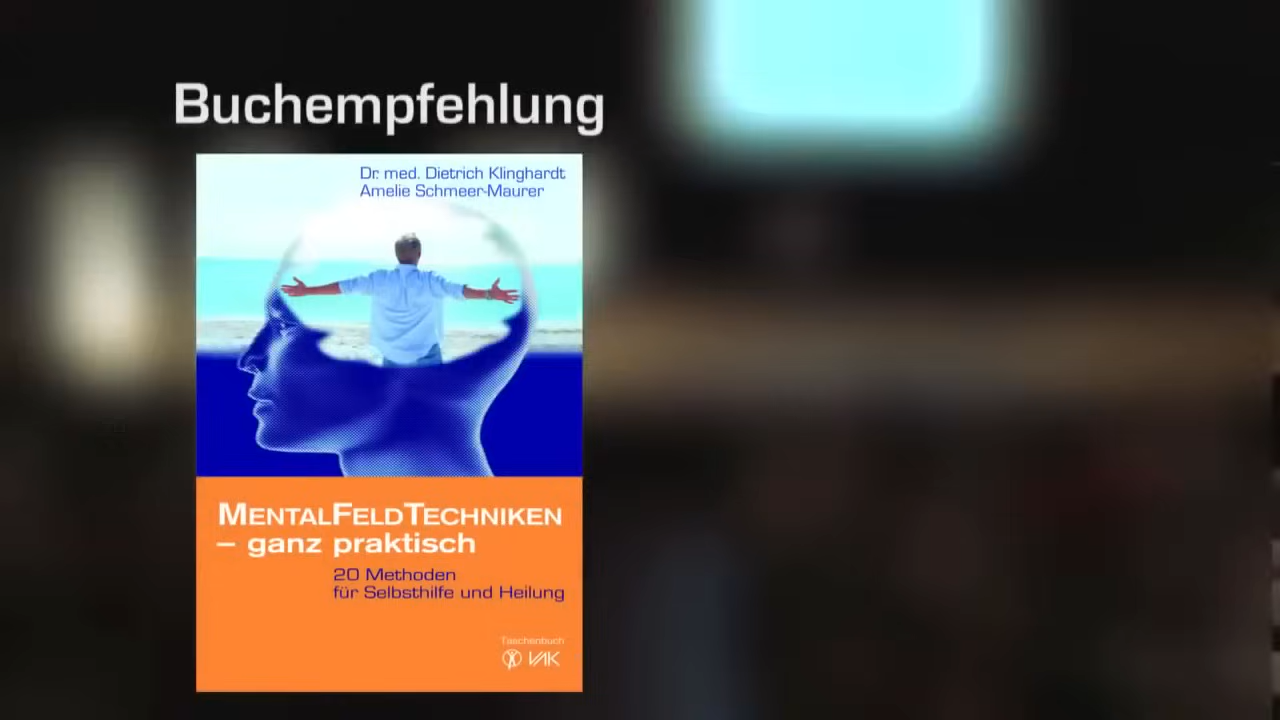 Buchempfehlung
Dr. med. Dietrich Klinghardt
Amelie Schmeer-Maurer
MENTALFELDTECHNIKEN
– ganz praktisch
20 Methoden
für Selbsthilfe und Heilung
Taschenbuch
VAK